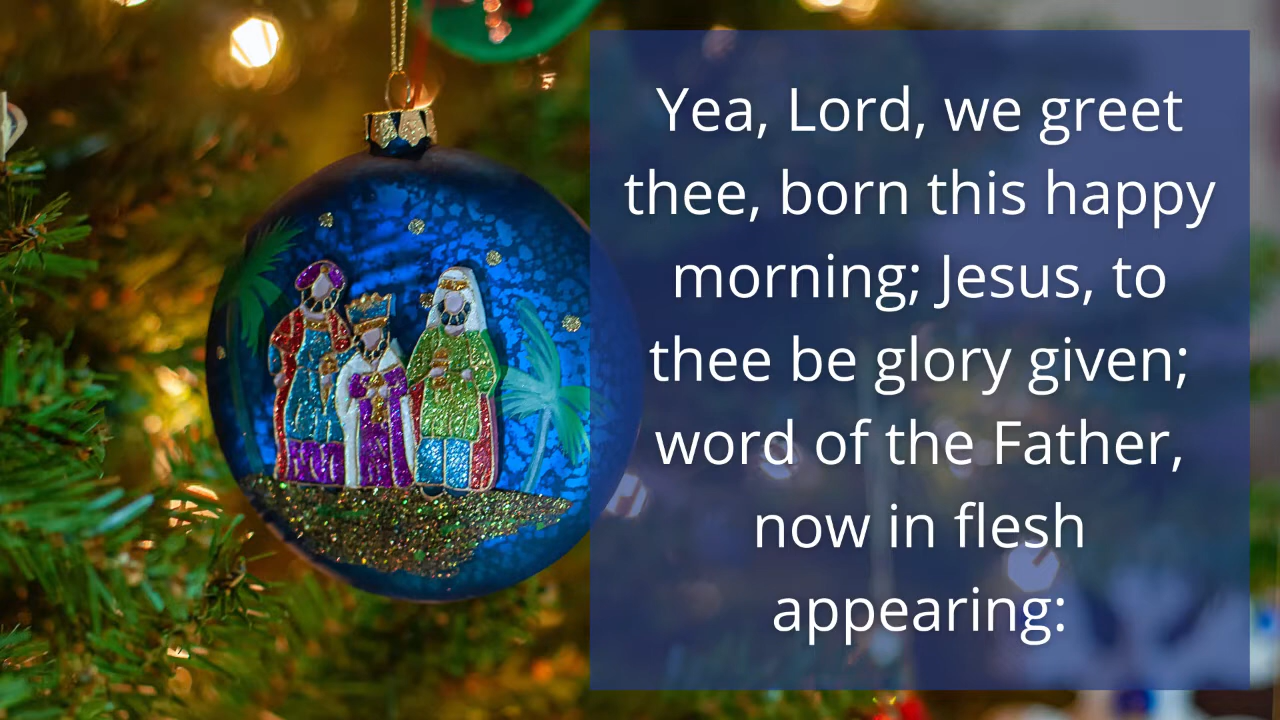 Yea, Lord, we greet
thee, born this happy
morning; Jesus, to
thee be glory given;
word of the Father,
now in flesh
appearing: